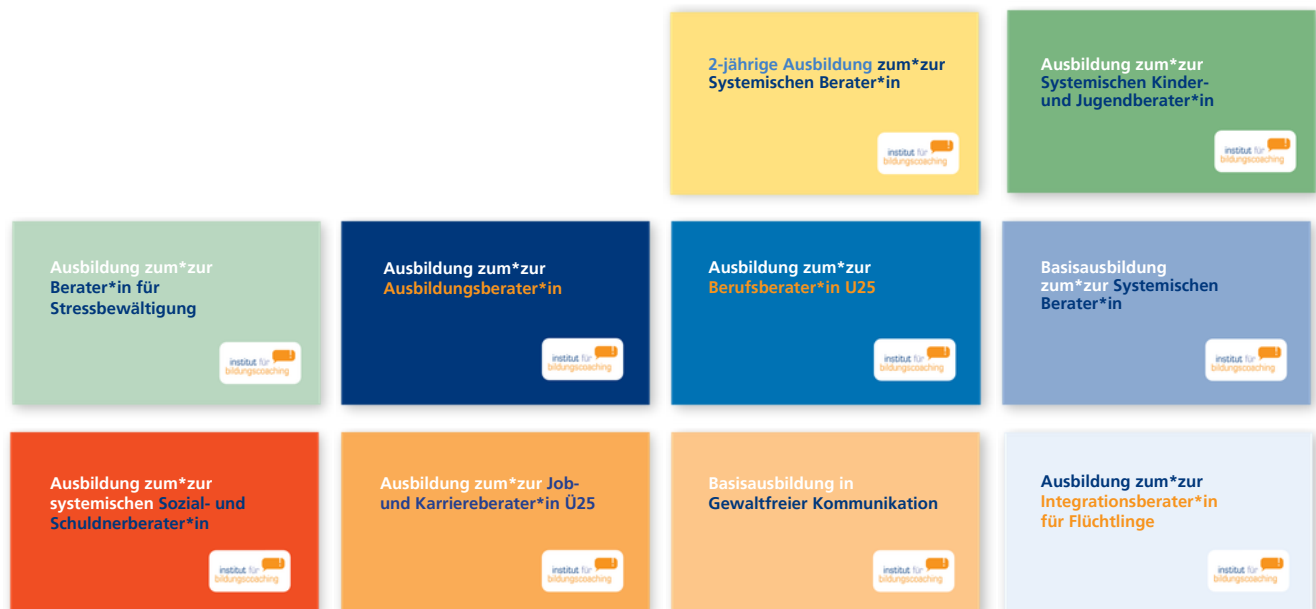 2-jährige Ausbildung zum*zur
Systemischen Berater*in
institut für
bildungscoaching
Ausbildung zum*zur
Systemischen Kinder-
und Jugendberater*in
institut für
bildungscoaching
Ausbildung zum*zur
Berater*in für
Stressbewältigung
institut für
bildungscoaching
Ausbildung zum*zur
Ausbildungsberater*in
institut für
bildungscoaching
Ausbildung zum*zur
Berufsberater*in U25
institut für
bildungscoaching
Basisausbildung
zum*zur Systemischen
Berater*in
institut für
bildungscoaching
Ausbildung zum*zur
systemischen Sozial- und
Schuldnerberater*in
institut für
bildungscoaching
Ausbildung zum*zur Job-
und Karriereberater*in Ü25
institut für
bildungscoaching
Basisausbildung in
Gewaltfreier Kommunikation
institut für
bildungscoaching
Ausbildung zum*zur
Integrationsberater*in
für Flüchtlinge
institut für
bildungscoaching